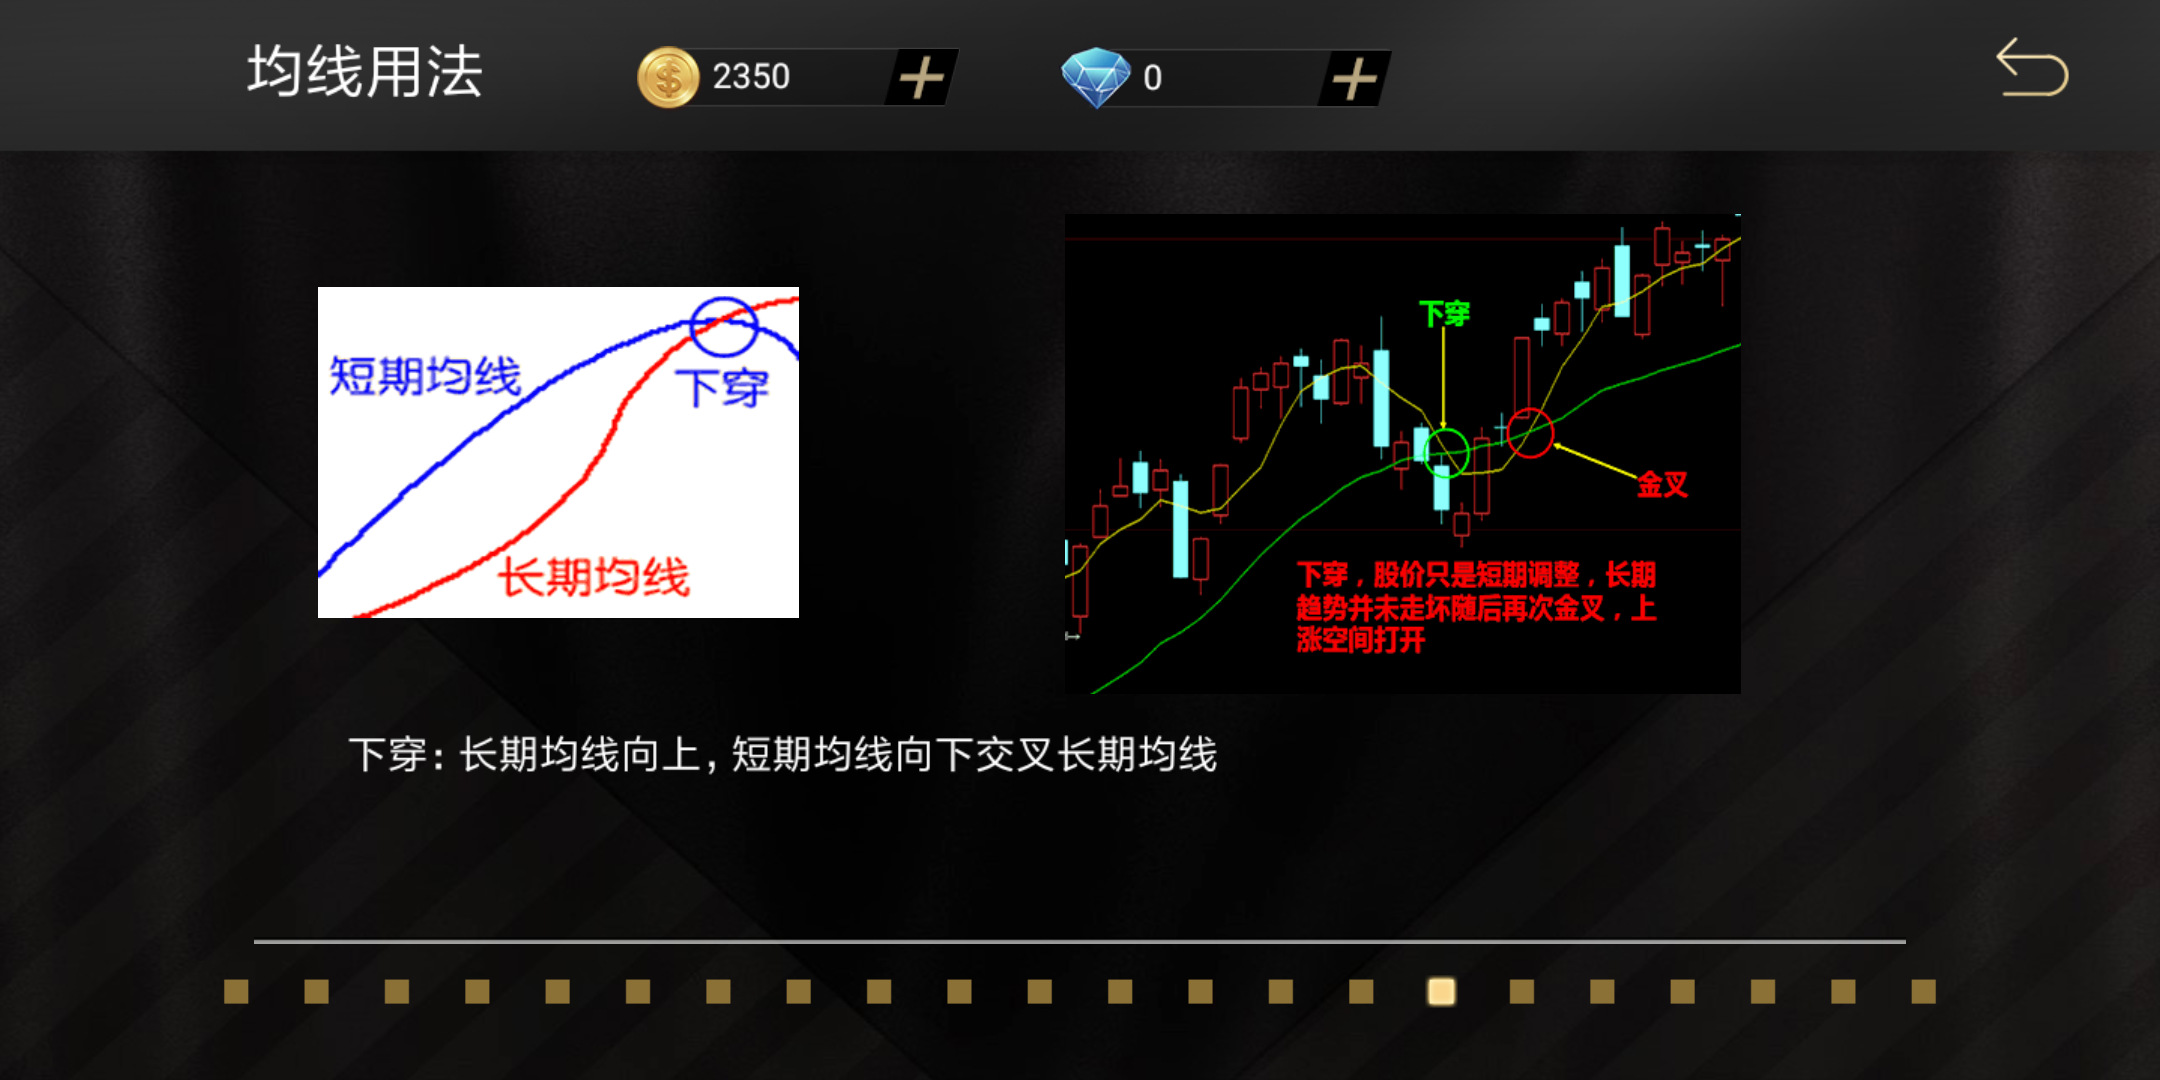 均线用法
2350
0
短期均线
下穿
长期均线
下穿
金叉
下穿，股价只是短期调整，长期
趋势并未走坏随后再次金叉，上
涨空间打开
下穿：长期均线向上，短期均线向下交叉长期均线